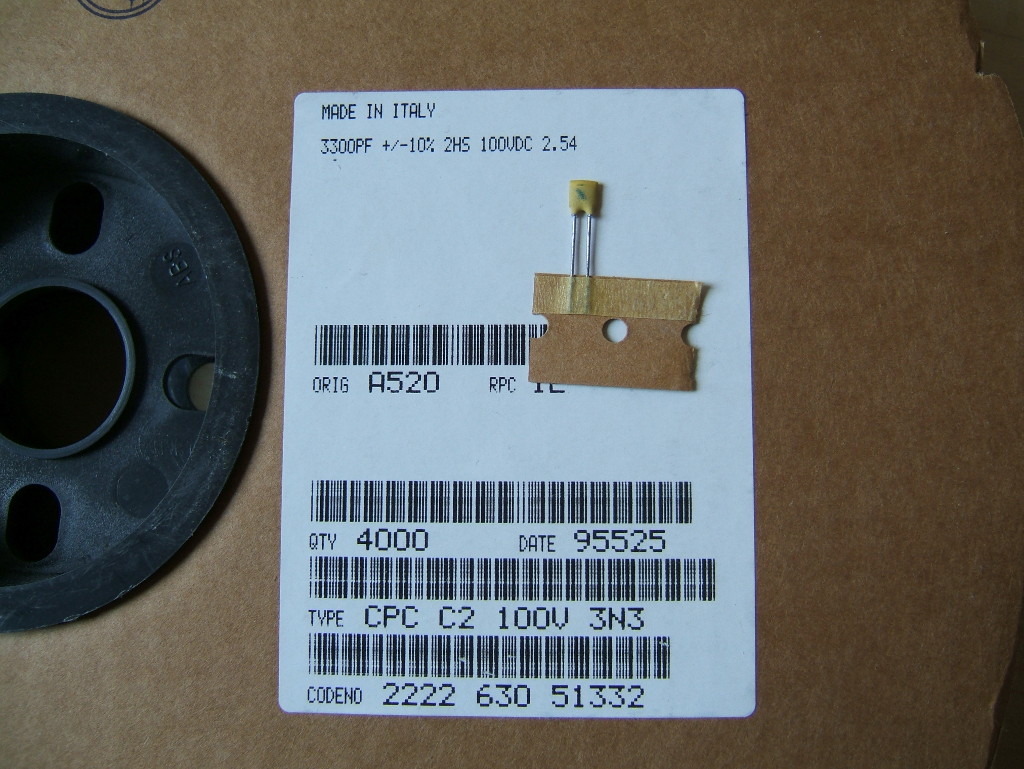 MADE IN ITALY
3300PF +/-10% 2HS 100VDC 2.54
ABS
ORIG A520 RPC
QTY 4000 DATE 95525
TYPE CPC C2 100V 3N3
CODENO 2222 630 51332